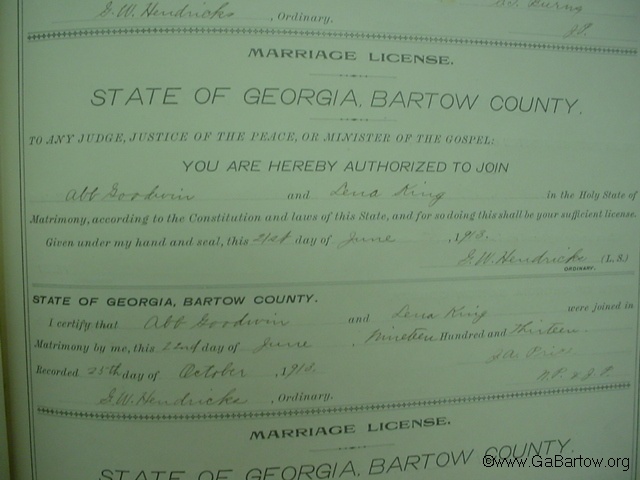 G. W. Hendricks , Ordinary.
J.P.
MARRIAGE LICENSE.
STATE OF GEORGIA, BARTOW COUNTY.
TO ANY JUDGE, JUSTICE OF THE PEACE, OR MINISTER OF THE GOSPEL:
YOU ARE HEREBY AUTHORIZED TO JOIN
Abb Goodwin and Lena King in the Holy State of
Matrimony, according to the Constitution and laws of this State, and for so doing this shall be your sufficient license.
Given under my hand and seal, this 21st day of June , 1913.
G. W. Hendricks (L. S.)
ORDINARY.
STATE OF GEORGIA, BARTOW COUNTY.
I certify that Abb Goodwin and Lena King were joined in
Matrimony by me, this 22nd day of June , Nineteen Hundred and Thirteen.
J. A. Price
N. P. & J. P.
Recorded 25th day of October , 1913.
G. W. Hendricks , Ordinary.
MARRIAGE LICENSE.
STATE OF GEORGIA, BARTOW COUNTY.
©www.GaBartow.org